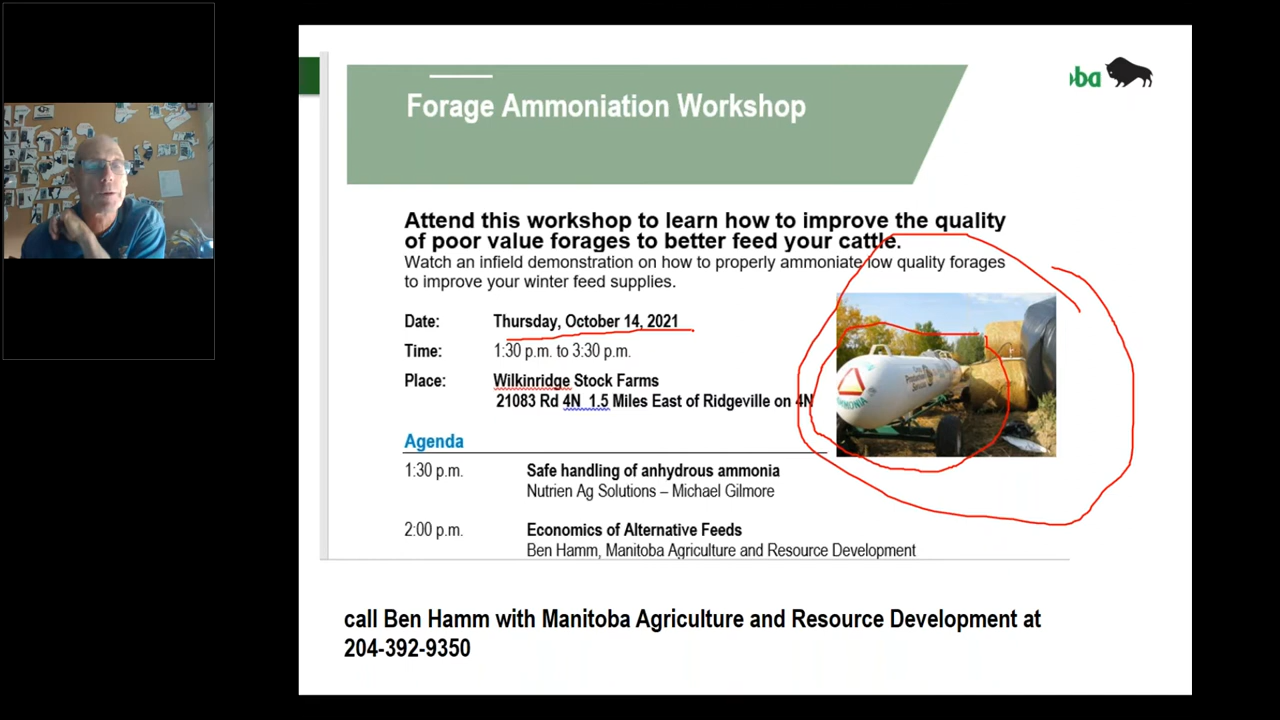 ba
Forage Ammoniation Workshop
Attend this workshop to learn how to improve the quality
of poor value forages to better feed your cattle.
Watch an infield demonstration on how to properly ammoniate low quality forages
to improve your winter feed supplies.
Date: Thursday, October 14, 2021
Time: 1:30 p.m. to 3:30 p.m.
Place: Wilkinridge Stock Farms
21083 Rd 4N 1.5 Miles East of Ridgeville on 4N
AMMONIA
Agenda
1:30 p.m. Safe handling of anhydrous ammonia
Nutrien Ag Solutions – Michael Gilmore
2:00 p.m. Economics of Alternative Feeds
Ben Hamm, Manitoba Agriculture and Resource Development
call Ben Hamm with Manitoba Agriculture and Resource Development at
204-392-9350